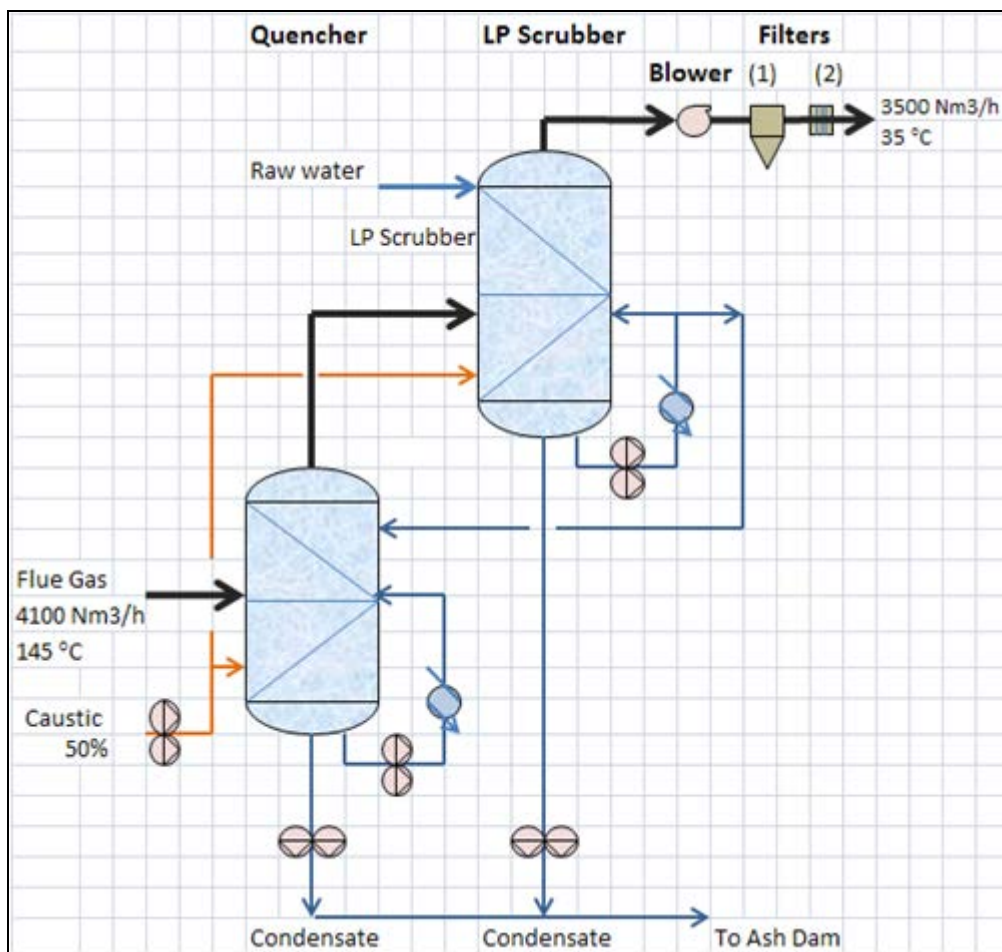 Quencher
LP Scrubber
Filters
Blower
(1)
(2)
3500 Nm3/h
35 °C
Raw water
LP Scrubber
Flue Gas
4100 Nm3/h
145 °C
Caustic
50%
Condensate
Condensate
To Ash Dam